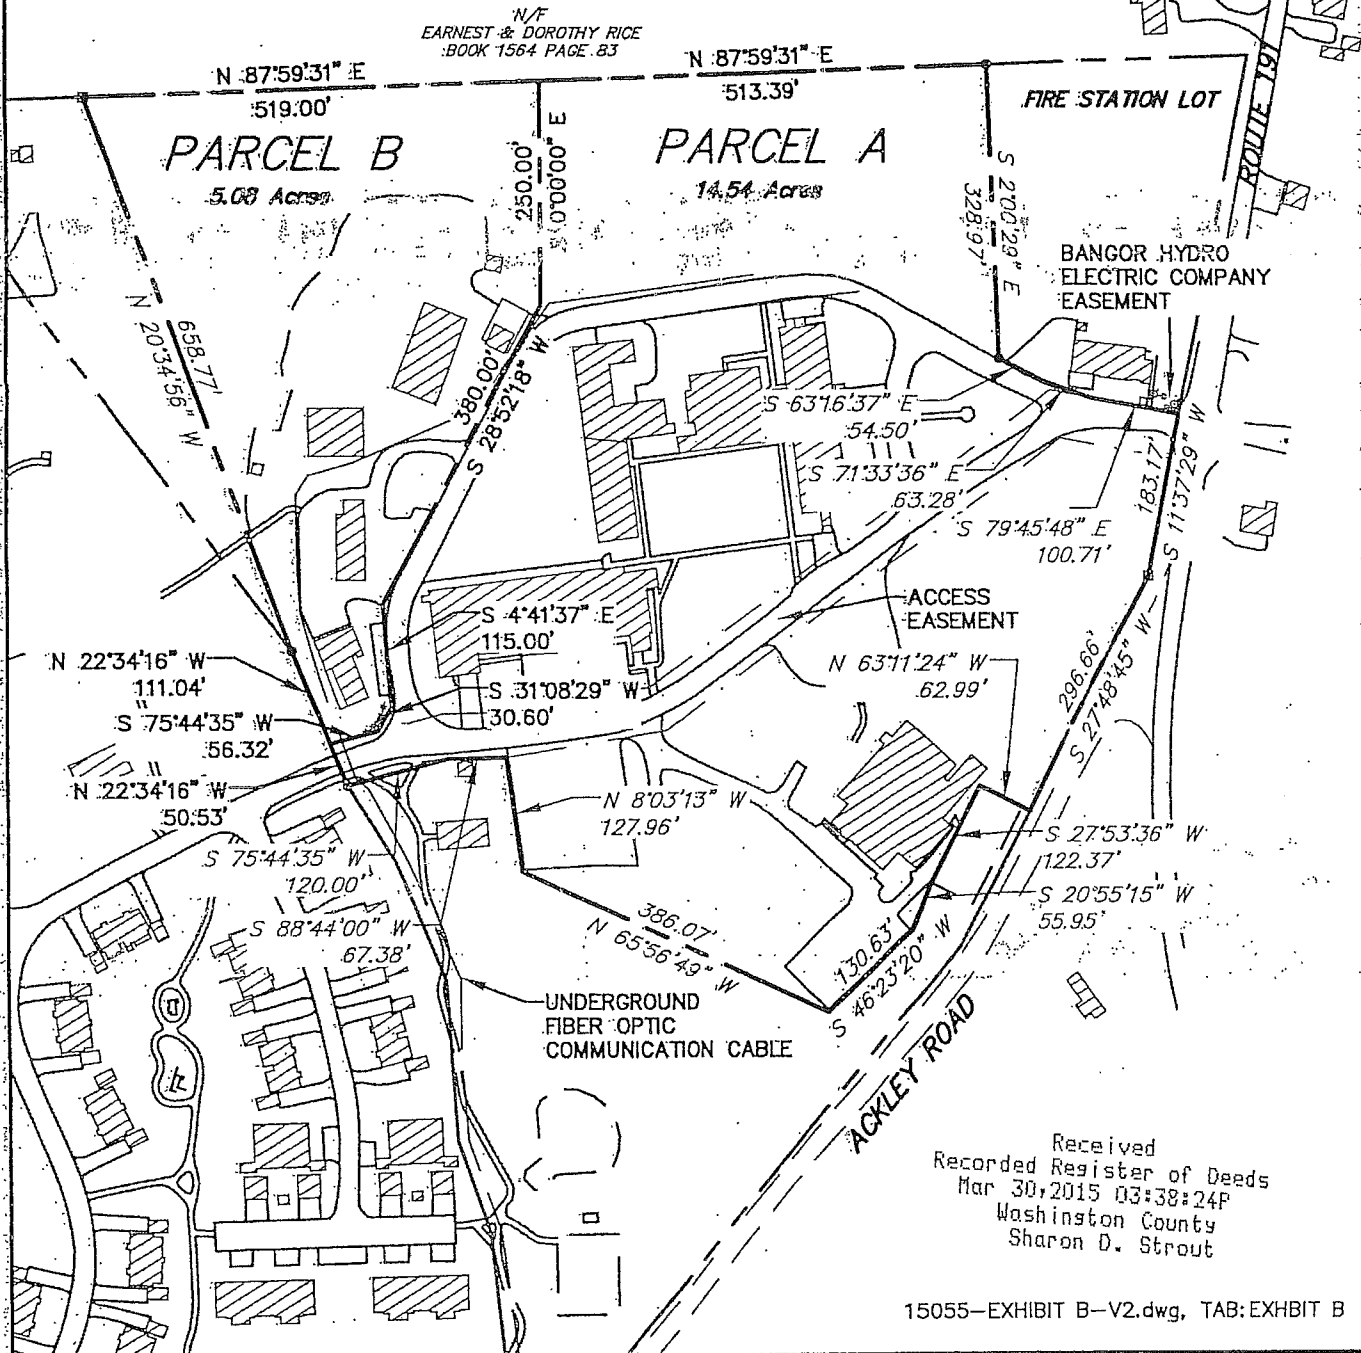 N/F
EARNEST & DOROTHY RICE
BOOK 1564 PAGE 83
N 87°59'31" E
519.00'
N 87°59'31" E
513.39'
FIRE STATION LOT
ROUTE 191
PARCEL B
5.08 Acres
PARCEL A
14.54 Acres
250.00'
S 0°00'00" E
S 2°00'29" E
328.97'
BANGOR HYDRO
ELECTRIC COMPANY
EASEMENT
658.77'
N 20°34'56" W
380.00'
S 28°52'18" W
S 63°16'37" E
54.50'
S 71°33'36" E
63.28'
S 79°45'48" E
100.71'
183.17'
S 11°37'29" W
ACCESS
EASEMENT
S 4°41'37" E
115.00'
N 22°34'16" W
111.04'
S 31°08'29" W
30.60'
N 63°11'24" W
62.99'
296.66'
S 27°48'45" W
S 75°44'35" W
56.32'
N 22°34'16" W
50.53'
N 8°03'13" W
127.96'
S 27°53'36" W
122.37'
S 75°44'35" W
120.00'
S 20°55'15" W
55.95'
S 88°44'00" W
67.38'
386.07'
N 65°56'49" W
130.63'
S 46°23'20" W
UNDERGROUND
FIBER OPTIC
COMMUNICATION CABLE
ACKLEY ROAD
Received
Recorded Register of Deeds
Mar 30,2015 03:38:24P
Washington County
Sharon D. Strout
15055-EXHIBIT B-V2.dwg, TAB:EXHBIT B